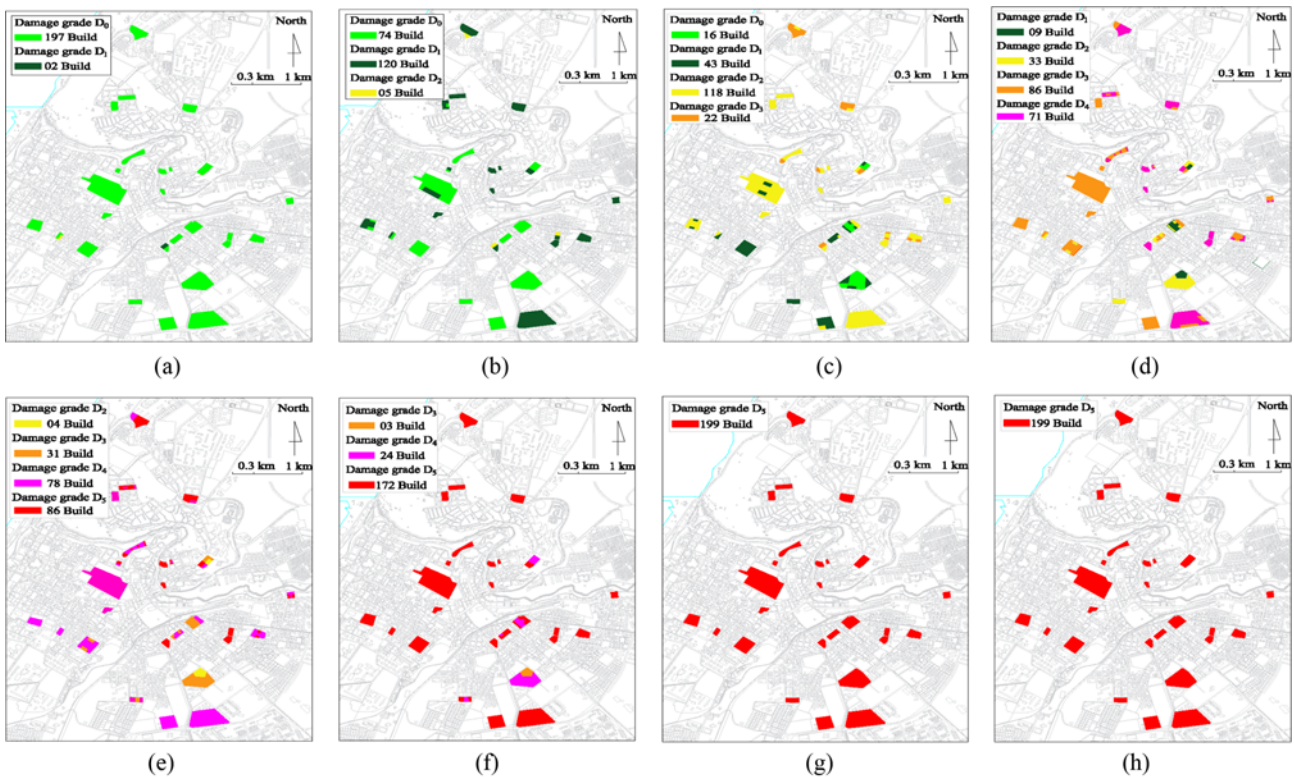 Damage grade D₀
197 Build
Damage grade D₁
02 Build
North
0.3 km 1 km
(a)
Damage grade D₀
74 Build
Damage grade D₁
120 Build
Damage grade D₂
05 Build
North
0.3 km 1 km
(b)
Damage grade D₀
16 Build
Damage grade D₁
43 Build
Damage grade D₂
118 Build
Damage grade D₃
22 Build
North
0.3 km 1 km
(c)
Damage grade D₁
09 Build
Damage grade D₂
33 Build
Damage grade D₃
86 Build
Damage grade D₄
71 Build
North
0.3 km 1 km
(d)
Damage grade D₂
04 Build
Damage grade D₃
31 Build
Damage grade D₄
78 Build
Damage grade D₅
86 Build
North
0.3 km 1 km
(e)
Damage grade D₃
03 Build
Damage grade D₄
24 Build
Damage grade D₅
172 Build
North
0.3 km 1 km
(f)
Damage grade D₅
199 Build
North
0.3 km 1 km
(g)
Damage grade D₅
199 Build
North
0.3 km 1 km
(h)